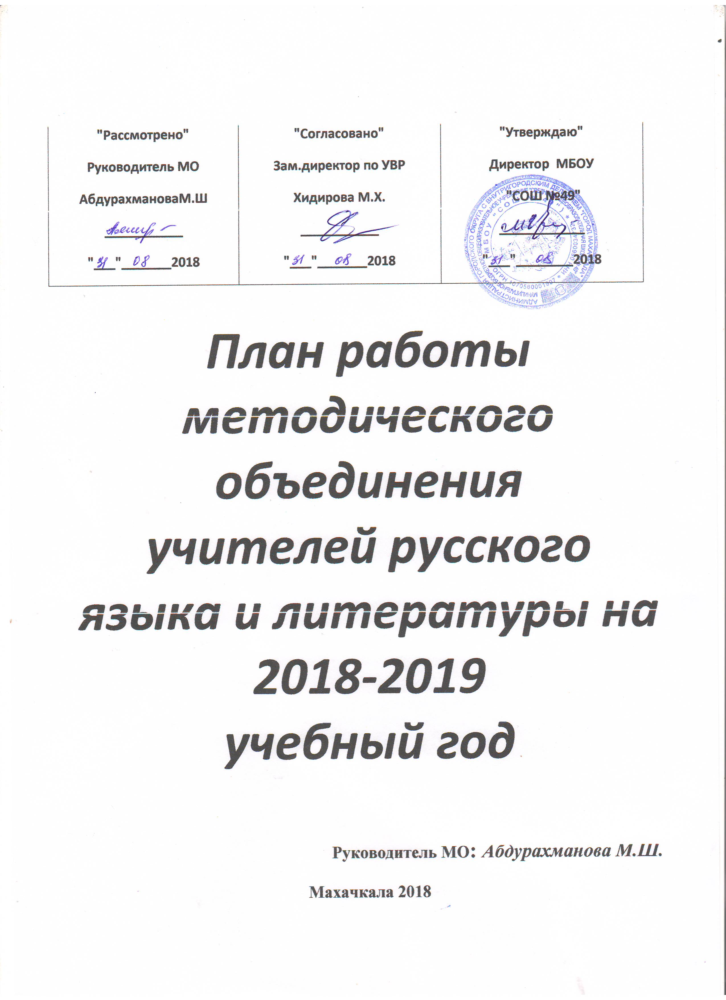 "Рассмотрено"
Руководитель МО
АбдурахмановаМ.Ш
"31" 08 2018
"Согласовано"
Зам.директор по УВР
Хидирова М.Х.
"31" 08 2018
"Утверждаю"
Директор МБОУ
"СОШ №49"
"31" 08 2018
План работы
методического
объединения
учителей русского
языка и литературы на
2018-2019
учебный год
Руководитель МО: Абдурахманова М.Ш.
Махачкала 2018